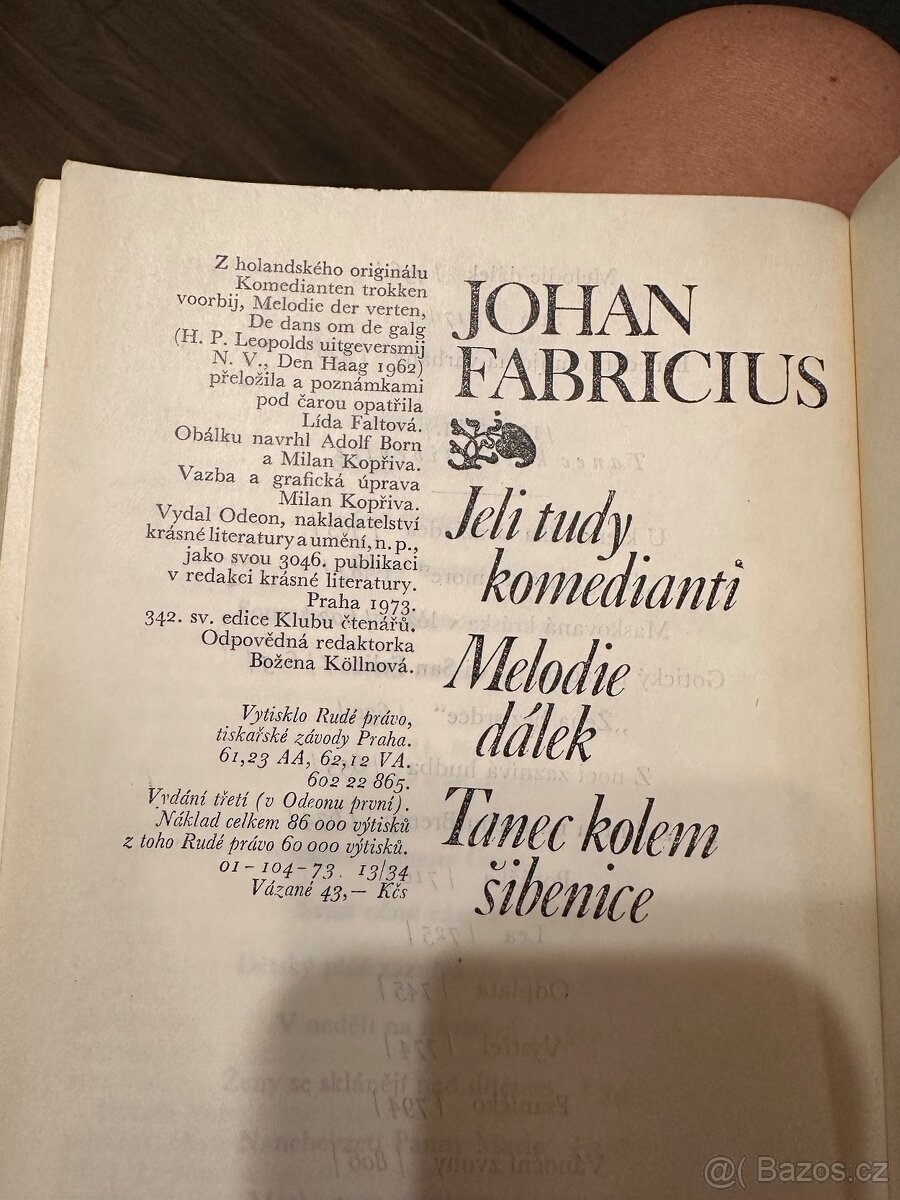 Z holandského originálu
Komedianten trokken
voorbij, Melodie der verten,
De dans om de galg
(H. P. Leopolds uitgeversmij
N. V., Den Haag 1962)
přeložila a poznámkami
pod čarou opatřila
Lída Faltová.
Obálku navrhl Adolf Born
a Milan Kopřiva.
Vazba a grafická úprava
Milan Kopřiva.
Vydal Odeon, nakladatelství
krásné literatury a umění, n. p.,
jako svou 3046. publikaci
v redakci krásné literatury.
Praha 1973.
342. sv. edice Klubu čtenářů.
Odpovědná redaktorka
Božena Köllnová.
Vytisklo Rudé právo,
tiskařské závody Praha.
61,23 AA, 62,12 VA.
602 22 865.
Vydání třetí (v Odeonu první).
Náklad celkem 86 000 výtisků
z toho Rudé právo 60 000 výtisků.
01-104-73. 13/34
Vázané 43,— Kčs
JOHAN
FABRICIUS
Jeli tudy
komedianti
Melodie
dálek
Tanec kolem
šibenice
@( Bazos.cz